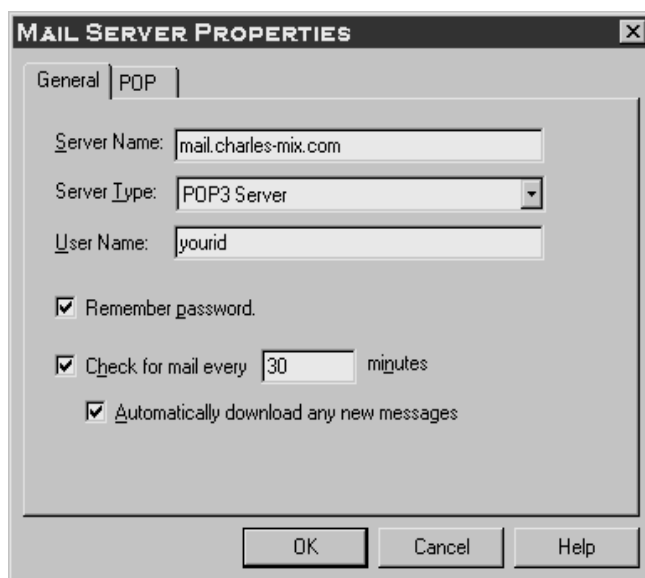 MAIL SERVER PROPERTIES
General POP
Server Name: mail.charles-mix.com
Server Type: POP3 Server
User Name: yourid
Remember password.
Check for mail every 30 minutes
Automatically download any new messages
OK Cancel Help